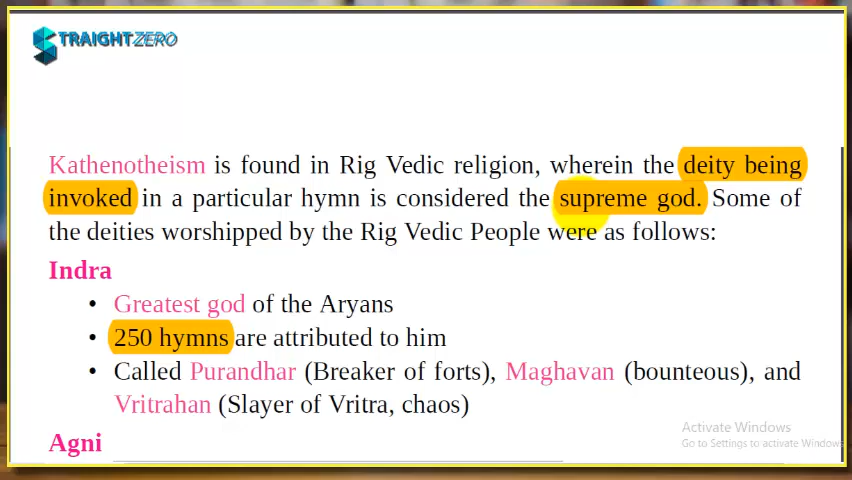 STRAIGHTZERO
Kathenotheism is found in Rig Vedic religion, wherein the deity being
invoked in a particular hymn is considered the supreme god. Some of
the deities worshipped by the Rig Vedic People were as follows:
Indra
• Greatest god of the Aryans
• 250 hymns are attributed to him
• Called Purandhar (Breaker of forts), Maghavan (bounteous), and
Vritrahan (Slayer of Vritra, chaos)
Activate Windows
Go to Settings to activate Windows
Agni